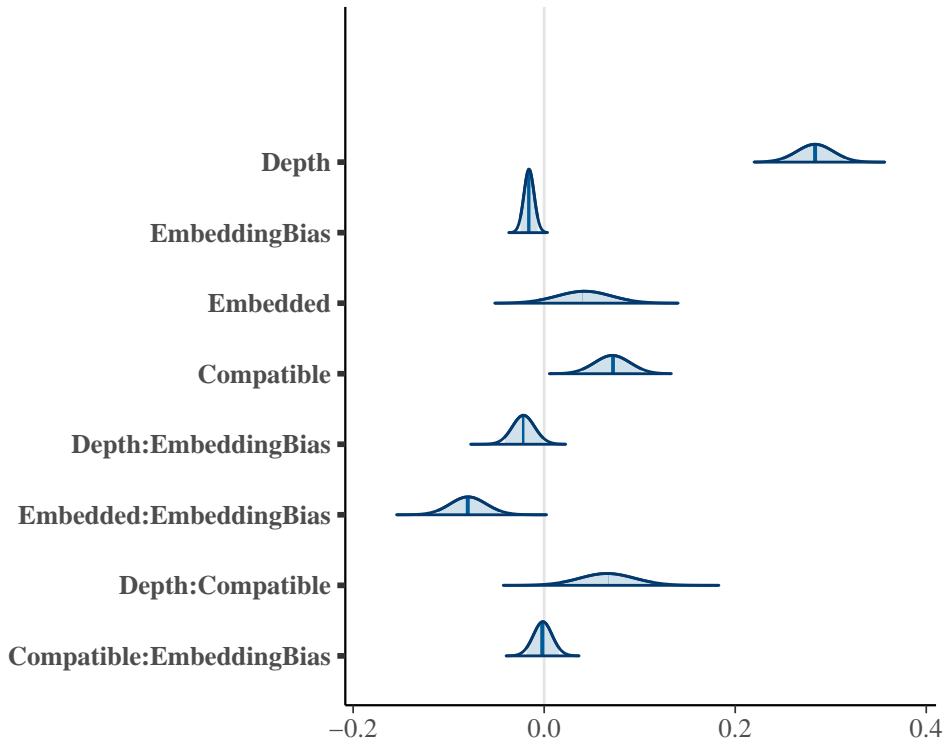 Depth
EmbeddingBias
Embedded
Compatible
Depth:EmbeddingBias
Embedded:EmbeddingBias
Depth:Compatible
Compatible:EmbeddingBias
−0.2 0.0 0.2 0.4